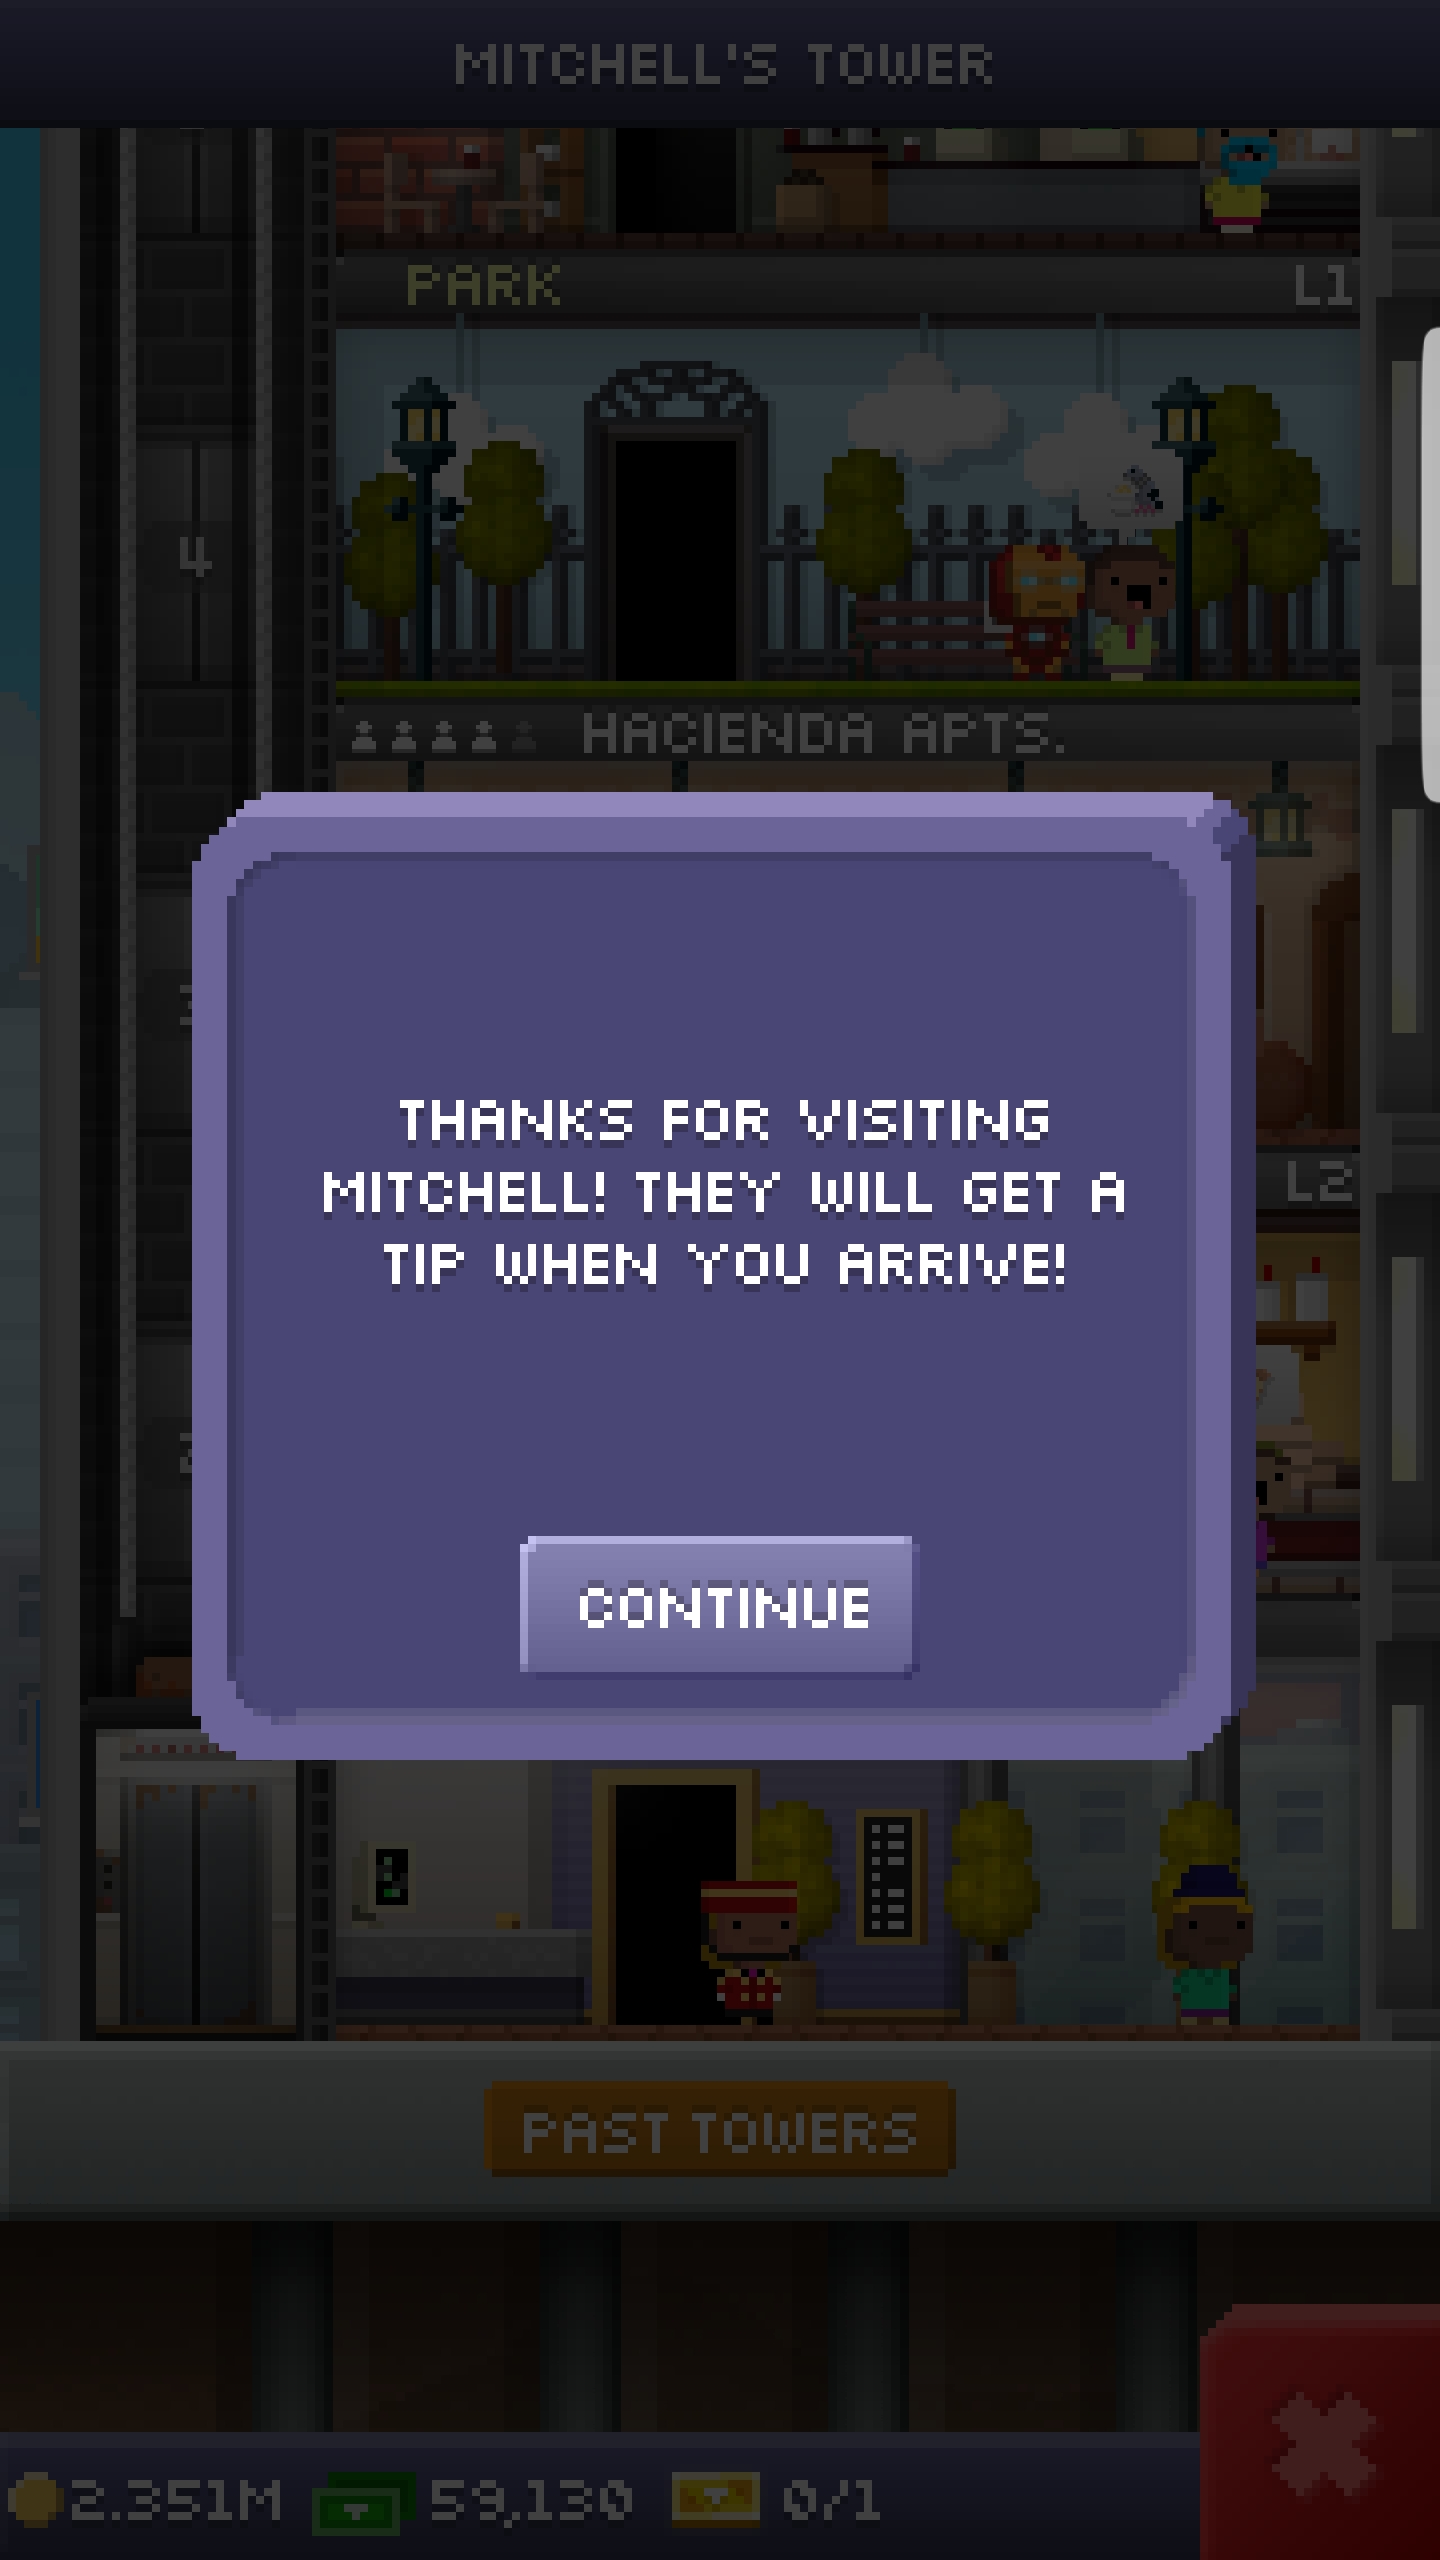 MITCHELL'S TOWER
PARK L1
4
HACIENDA APTS.
THANKS FOR VISITING
MITCHELL! THEY WILL GET A
TIP WHEN YOU ARRIVE!
L2
CONTINUE
PAST TOWERS
2.351M 59,130 0/1